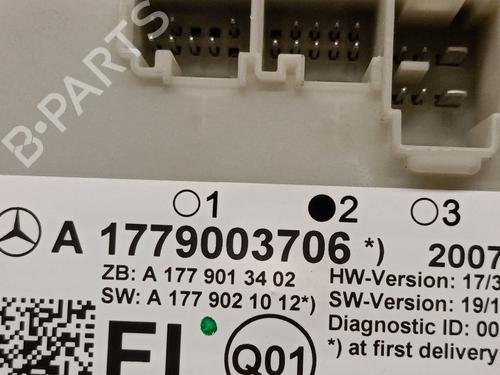 B-PARTS
1 2 3
A 1779003706 *) 2007
ZB: A 177 901 34 02 HW-Version: 17/3
SW: A 177 902 10 12*) SW-Version: 19/1
Diagnostic ID: 00
Q01 *) at first delivery